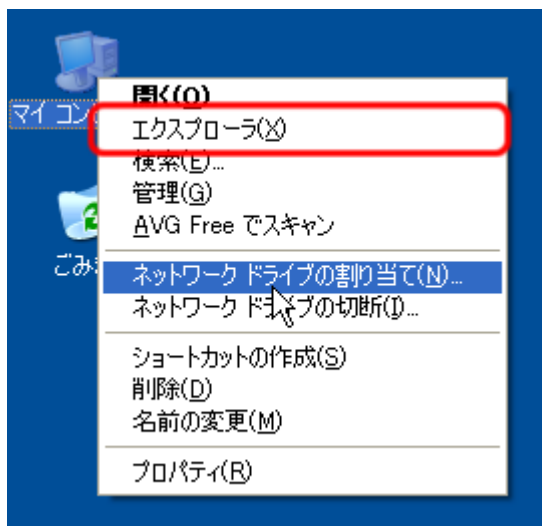 マイ コン
開く(O)
エクスプローラ(X)
検索(E)...
管理(G)
AVG Free でスキャン
ごみ
ネットワーク ドライブの割り当て(N)...
ネットワーク ドライブの切断(I)...
ショートカットの作成(S)
削除(D)
名前の変更(M)
プロパティ(R)